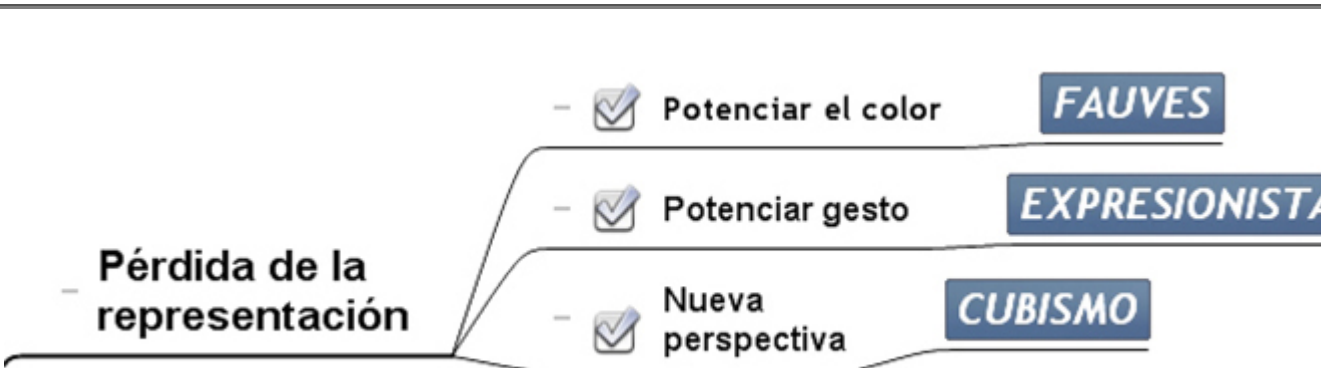 Potenciar el color FAUVES
Potenciar gesto EXPRESIONISTA
Pérdida de la
representación
Nueva
perspectiva
CUBISMO